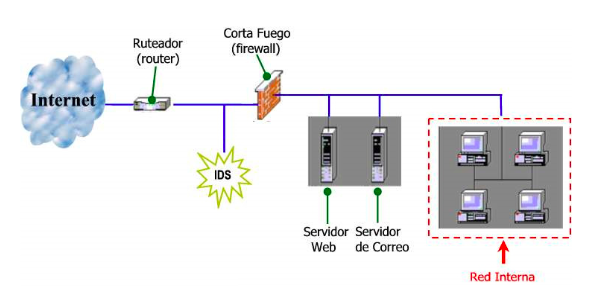 Corta Fuego
(firewall)
Ruteador
(router)
Internet
IDS
Servidor
Web
Servidor
de Correo
Red Interna